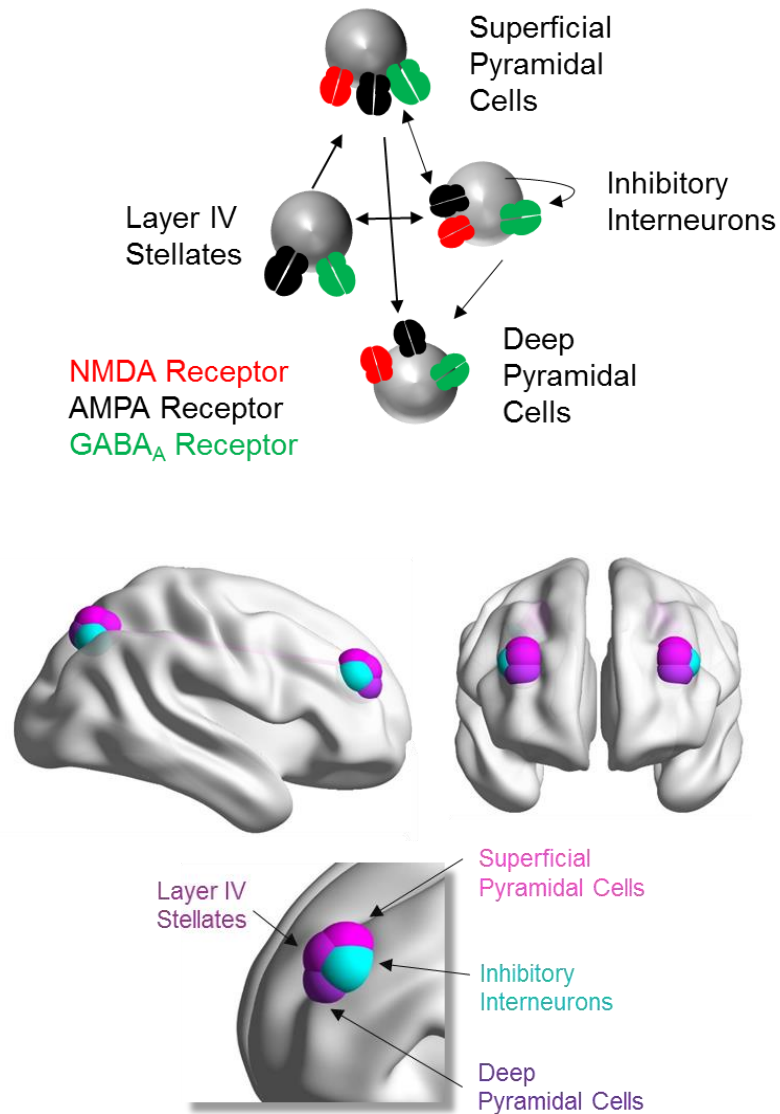 Superficial
Pyramidal
Cells
Layer IV
Stellates
Inhibitory
Interneurons
Deep
Pyramidal
Cells
NMDA Receptor
AMPA Receptor
GABA_A Receptor
Superficial
Pyramidal Cells
Layer IV
Stellates
Inhibitory
Interneurons
Deep
Pyramidal Cells